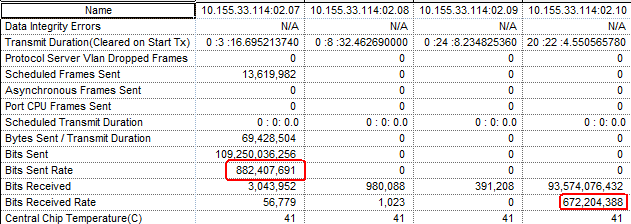 Name 10.155.33.114:02.07 10.155.33.114:02.08 10.155.33.114:02.09 10.155.33.114:02.10
Data Integrity Errors N/A N/A N/A N/A
Transmit Duration(Cleared on Start Tx) 0 :3 :16.695213740 0 :8 :32.462690000 0 :24 :8.234825360 20 :22 :4.550565780
Protocol Server Vlan Dropped Frames 0 0 0 0
Scheduled Frames Sent 13,619,982 0 0 0
Asynchronous Frames Sent 0 0 0 0
Port CPU Frames Sent 0 0 0 0
Scheduled Transmit Duration 0 : 0: 0.0 0 : 0: 0.0 0 : 0: 0.0 0 : 0: 0.0
Bytes Sent / Transmit Duration 69,428,504 0 0 0
Bits Sent 109,250,036,256 0 0 0
Bits Sent Rate 882,407,691 0 0 0
Bits Received 3,043,952 980,088 391,208 93,574,076,432
Bits Received Rate 56,779 1,023 0 672,204,388
Central Chip Temperature(C) 41 41 41 41